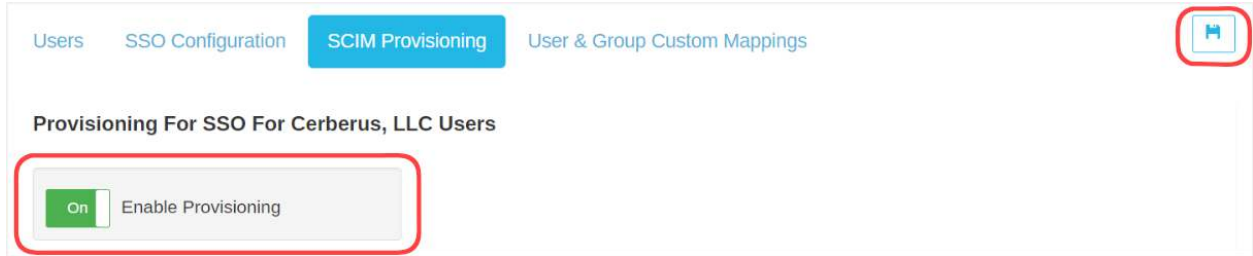 Users SSO Configuration SCIM Provisioning User & Group Custom Mappings
Provisioning For SSO For Cerberus, LLC Users
On Enable Provisioning